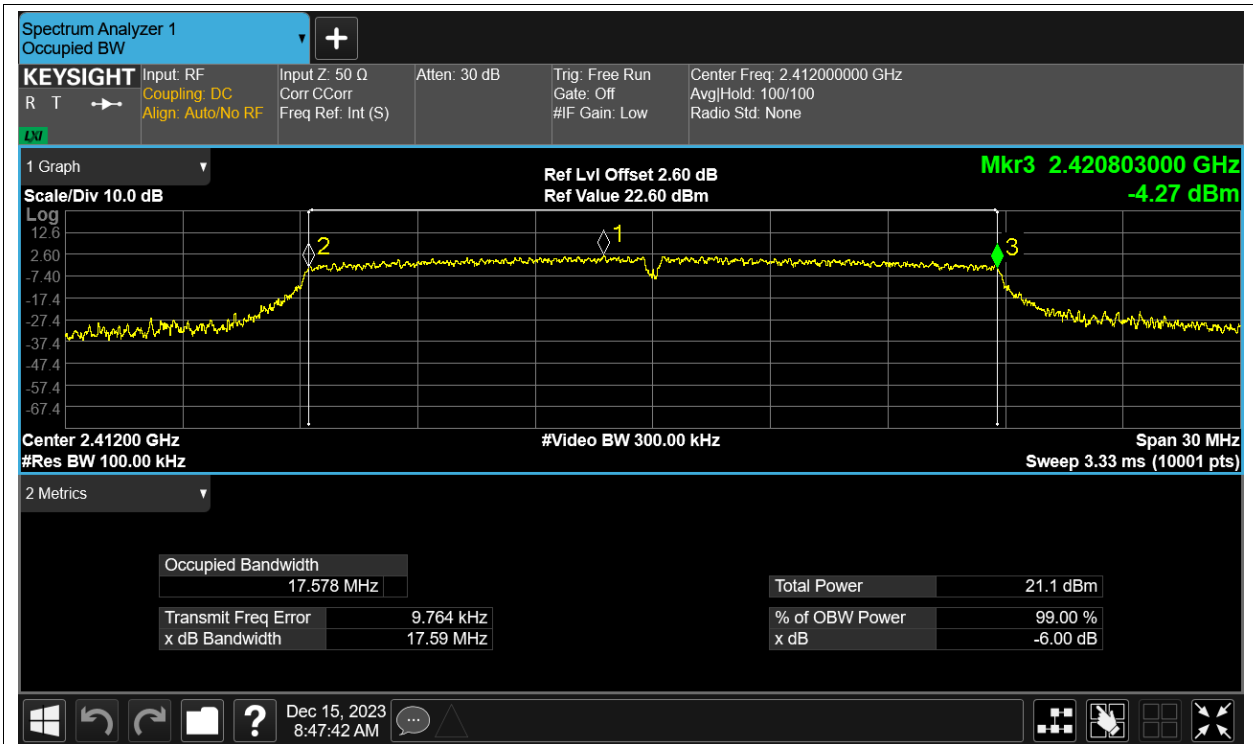 Spectrum Analyzer 1
Occupied BW
KEYSIGHT
R T
LXI
Input: RF
Coupling: DC
Align: Auto/No RF
Input Z: 50 Ω
Corr CCorr
Freq Ref: Int (S)
Atten: 30 dB
Trig: Free Run
Gate: Off
#IF Gain: Low
Center Freq: 2.412000000 GHz
Avg|Hold: 100/100
Radio Std: None
1 Graph
Scale/Div 10.0 dB
Ref Lvl Offset 2.60 dB
Ref Value 22.60 dBm
Mkr3 2.420803000 GHz
-4.27 dBm
Log
12.6
2.60
-7.40
-17.4
-27.4
-37.4
-47.4
-57.4
-67.4
2
1
3
Center 2.41200 GHz
#Video BW 300.00 kHz
Span 30 MHz
#Res BW 100.00 kHz
Sweep 3.33 ms (10001 pts)
2 Metrics
Occupied Bandwidth
17.578 MHz
Total Power 21.1 dBm
Transmit Freq Error 9.764 kHz
% of OBW Power 99.00 %
x dB Bandwidth 17.59 MHz
x dB -6.00 dB
?
Dec 15, 2023
8:47:42 AM